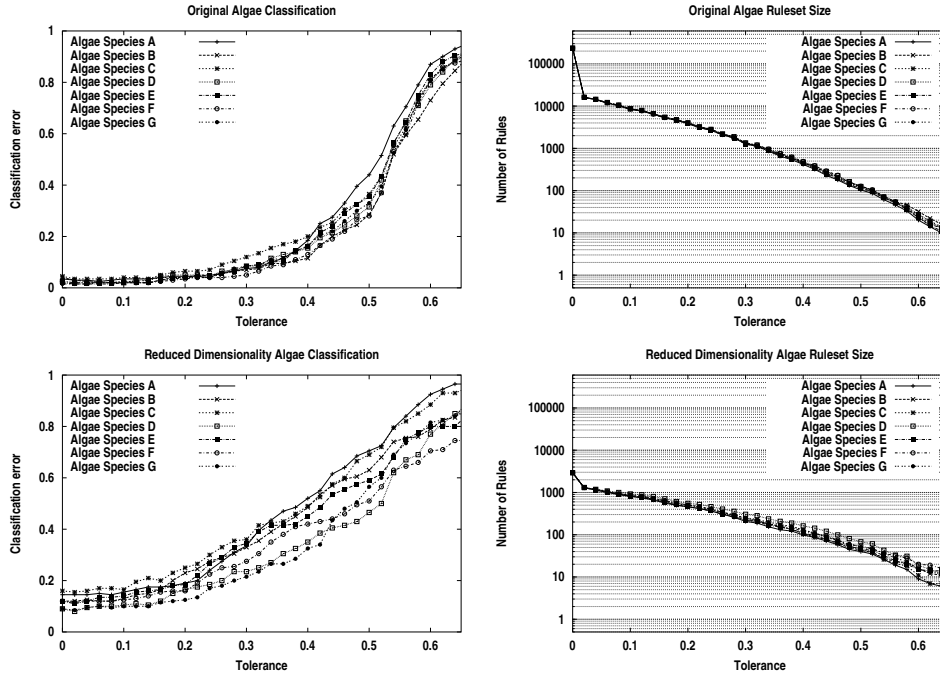 Original Algae Classification
Classification error
1
0.8
0.6
0.4
0.2
0
Algae Species A
Algae Species B
Algae Species C
Algae Species D
Algae Species E
Algae Species F
Algae Species G
0 0.1 0.2 0.3 0.4 0.5 0.6
Tolerance
Original Algae Ruleset Size
Number of Rules
100000
10000
1000
100
10
1
Algae Species A
Algae Species B
Algae Species C
Algae Species D
Algae Species E
Algae Species F
Algae Species G
0 0.1 0.2 0.3 0.4 0.5 0.6
Tolerance
Reduced Dimensionality Algae Classification
Classification error
1
0.8
0.6
0.4
0.2
0
Algae Species A
Algae Species B
Algae Species C
Algae Species D
Algae Species E
Algae Species F
Algae Species G
0 0.1 0.2 0.3 0.4 0.5 0.6
Tolerance
Reduced Dimensionality Algae Ruleset Size
Number of Rules
100000
10000
1000
100
10
1
Algae Species A
Algae Species B
Algae Species C
Algae Species D
Algae Species E
Algae Species F
Algae Species G
0 0.1 0.2 0.3 0.4 0.5 0.6
Tolerance